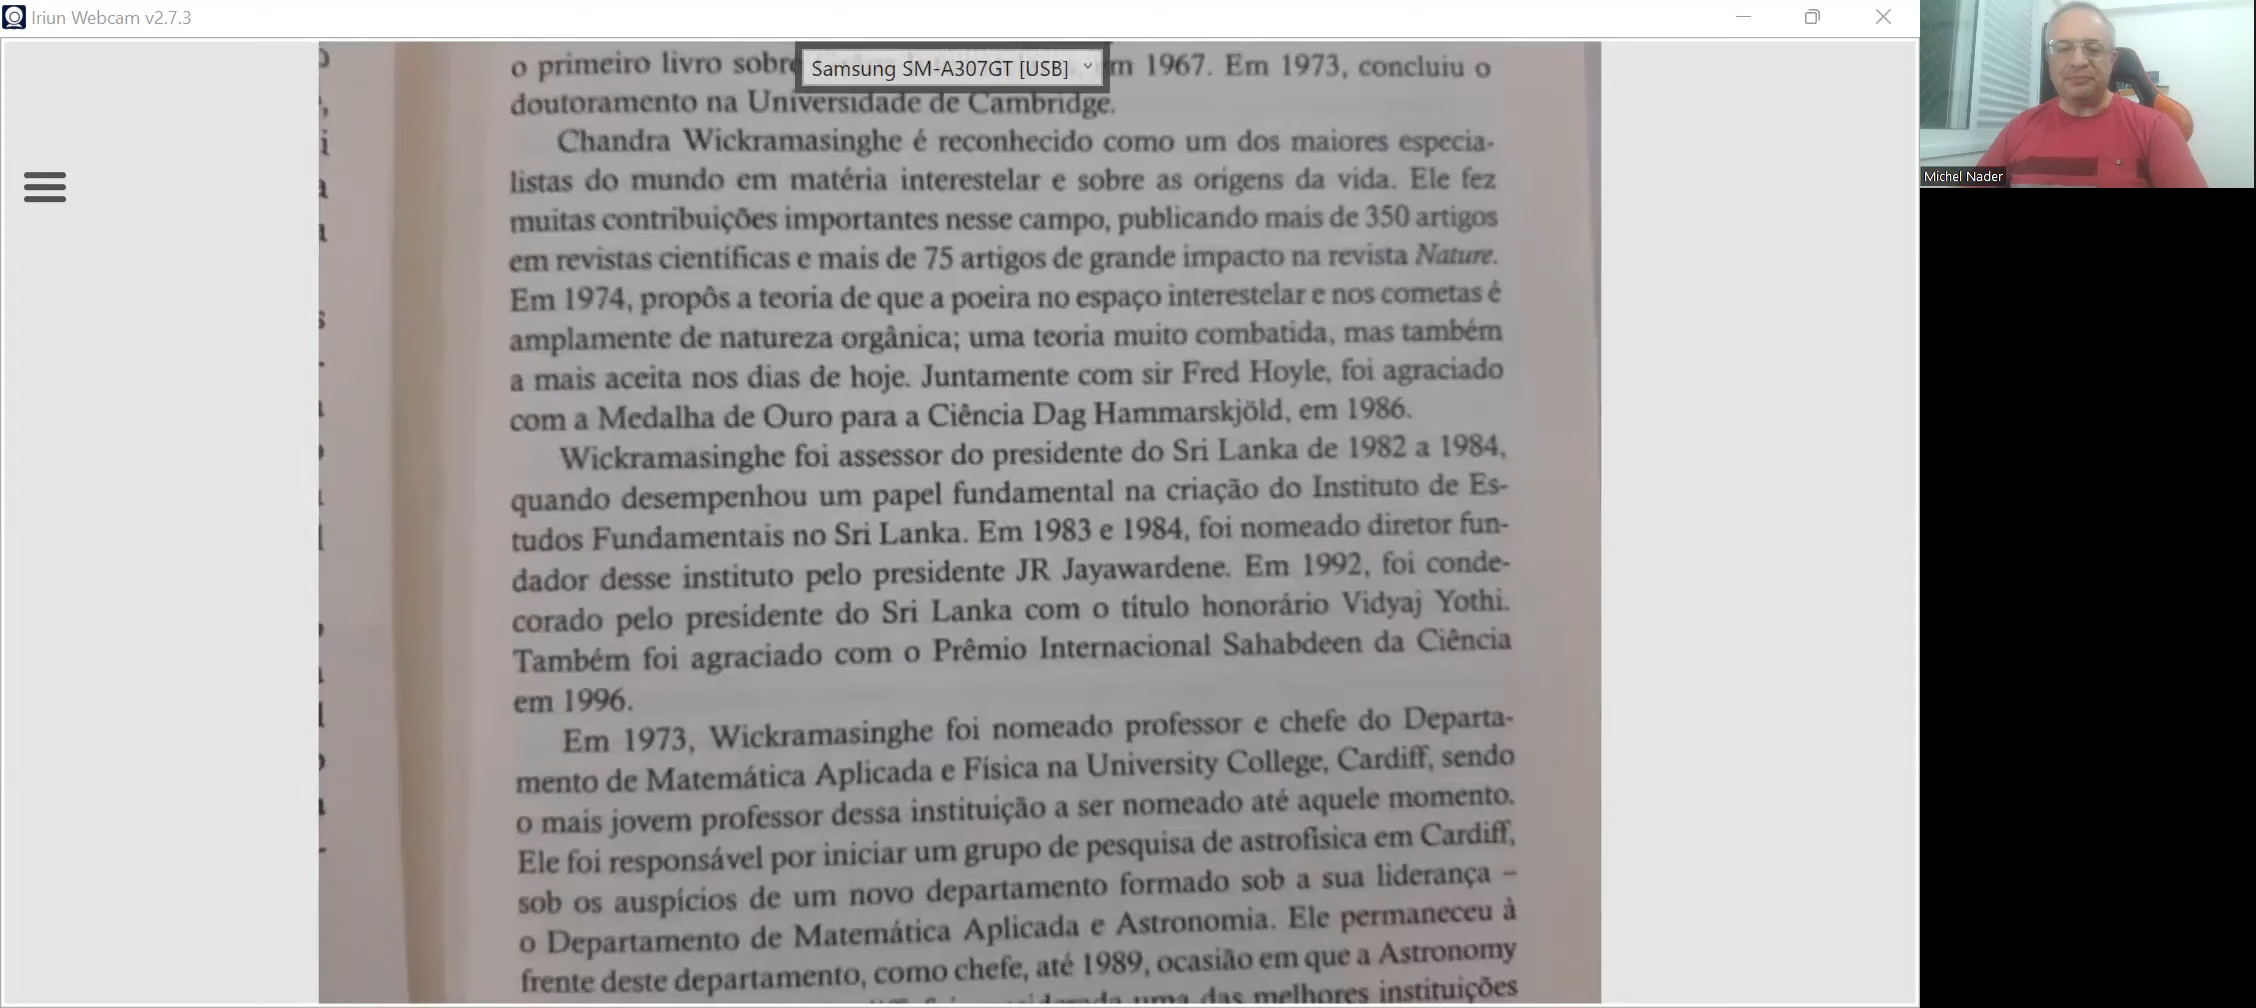 Iriun Webcam v2.7.3
Samsung SM-A307GT [USB]
o primeiro livro sobre m 1967. Em 1973, concluiu o
doutoramento na Universidade de Cambridge.
Chandra Wickramasinghe é reconhecido como um dos maiores especia-
listas do mundo em matéria interestelar e sobre as origens da vida. Ele fez
muitas contribuições importantes nesse campo, publicando mais de 350 artigos
em revistas científicas e mais de 75 artigos de grande impacto na revista Nature.
Em 1974, propôs a teoria de que a poeira no espaço interestelar e nos cometas é
amplamente de natureza orgânica; uma teoria muito combatida, mas também
a mais aceita nos dias de hoje. Juntamente com sir Fred Hoyle, foi agraciado
com a Medalha de Ouro para a Ciência Dag Hammarskjöld, em 1986.
Wickramasinghe foi assessor do presidente do Sri Lanka de 1982 a 1984,
quando desempenhou um papel fundamental na criação do Instituto de Es-
tudos Fundamentais no Sri Lanka. Em 1983 e 1984, foi nomeado diretor fun-
dador desse instituto pelo presidente JR Jayawardene. Em 1992, foi conde-
corado pelo presidente do Sri Lanka com o título honorário Vidyaj Yothi.
Também foi agraciado com o Prêmio Internacional Sahabdeen da Ciência
em 1996.
Em 1973, Wickramasinghe foi nomeado professor e chefe do Departa-
mento de Matemática Aplicada e Física na University College, Cardiff, sendo
o mais jovem professor dessa instituição a ser nomeado até aquele momento.
Ele foi responsável por iniciar um grupo de pesquisa de astrofísica em Cardiff,
sob os auspícios de um novo departamento formado sob a sua liderança –
o Departamento de Matemática Aplicada e Astronomia. Ele permaneceu à
frente deste departamento, como chefe, até 1989, ocasião em que a Astronomy
uma das melhores instituições
Michel Nader